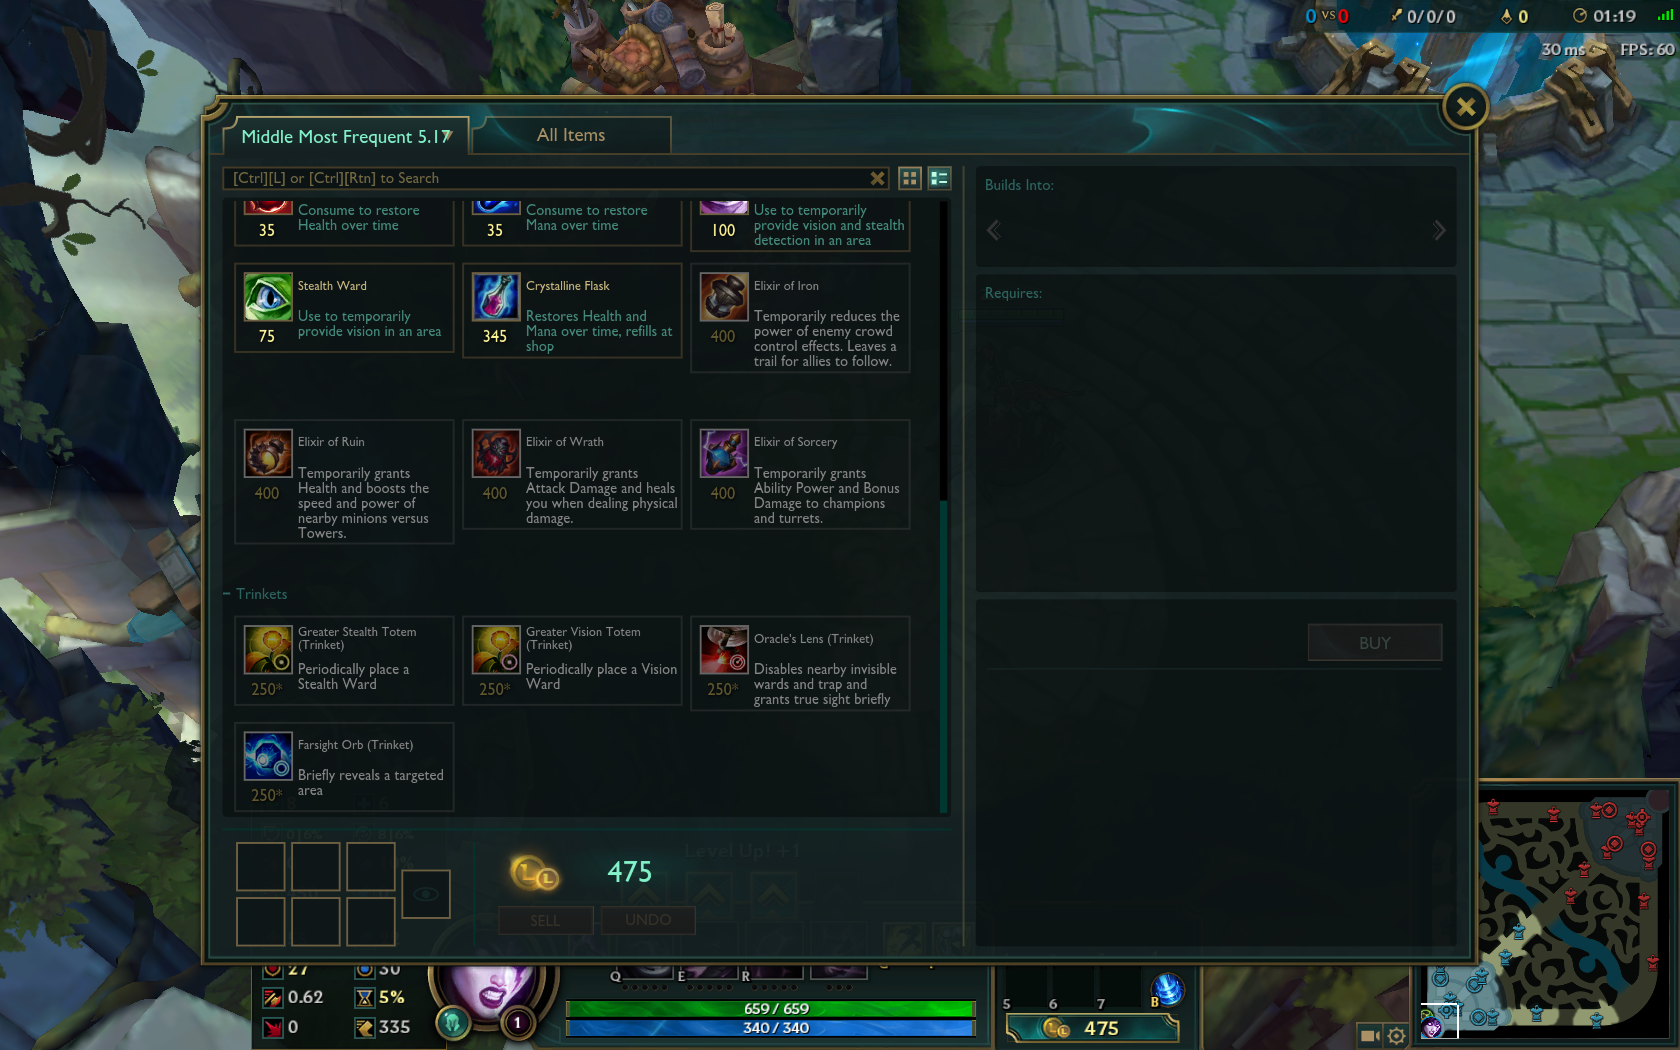 0 VS 0
0/0/0
0
01:19
30 ms
FPS: 60
Middle Most Frequent 5.17
All Items
[Ctrl][L] or [Ctrl][Rtn] to Search
Consume to restore
Health over time
35
Consume to restore
Mana over time
35
Use to temporarily
provide vision and stealth
detection in an area
100
Stealth Ward
Use to temporarily
provide vision in an area
75
Crystalline Flask
Restores Health and
Mana over time, refills at
shop
345
Elixir of Iron
Temporarily reduces the
power of enemy crowd
control effects. Leaves a
trail for allies to follow.
400
Elixir of Ruin
Temporarily grants
Health and boosts the
speed and power of
nearby minions versus
Towers.
400
Elixir of Wrath
Temporarily grants
Attack Damage and heals
you when dealing physical
damage.
400
Elixir of Sorcery
Temporarily grants
Ability Power and Bonus
Damage to champions
and turrets.
400
Trinkets
Greater Stealth Totem
(Trinket)
Periodically place a
Stealth Ward
250*
Greater Vision Totem
(Trinket)
Periodically place a Vision
Ward
250*
Oracle's Lens (Trinket)
Disables nearby invisible
wards and trap and
grants true sight briefly
250*
Farsight Orb (Trinket)
Briefly reveals a targeted
area
250*
Builds Into:
Requires:
BUY
Level Up! +1
475
SELL
UNDO
27
30
0.62
5%
0
335
1
Q
E
R
659 / 659
340 / 340
5
6
7
B
475